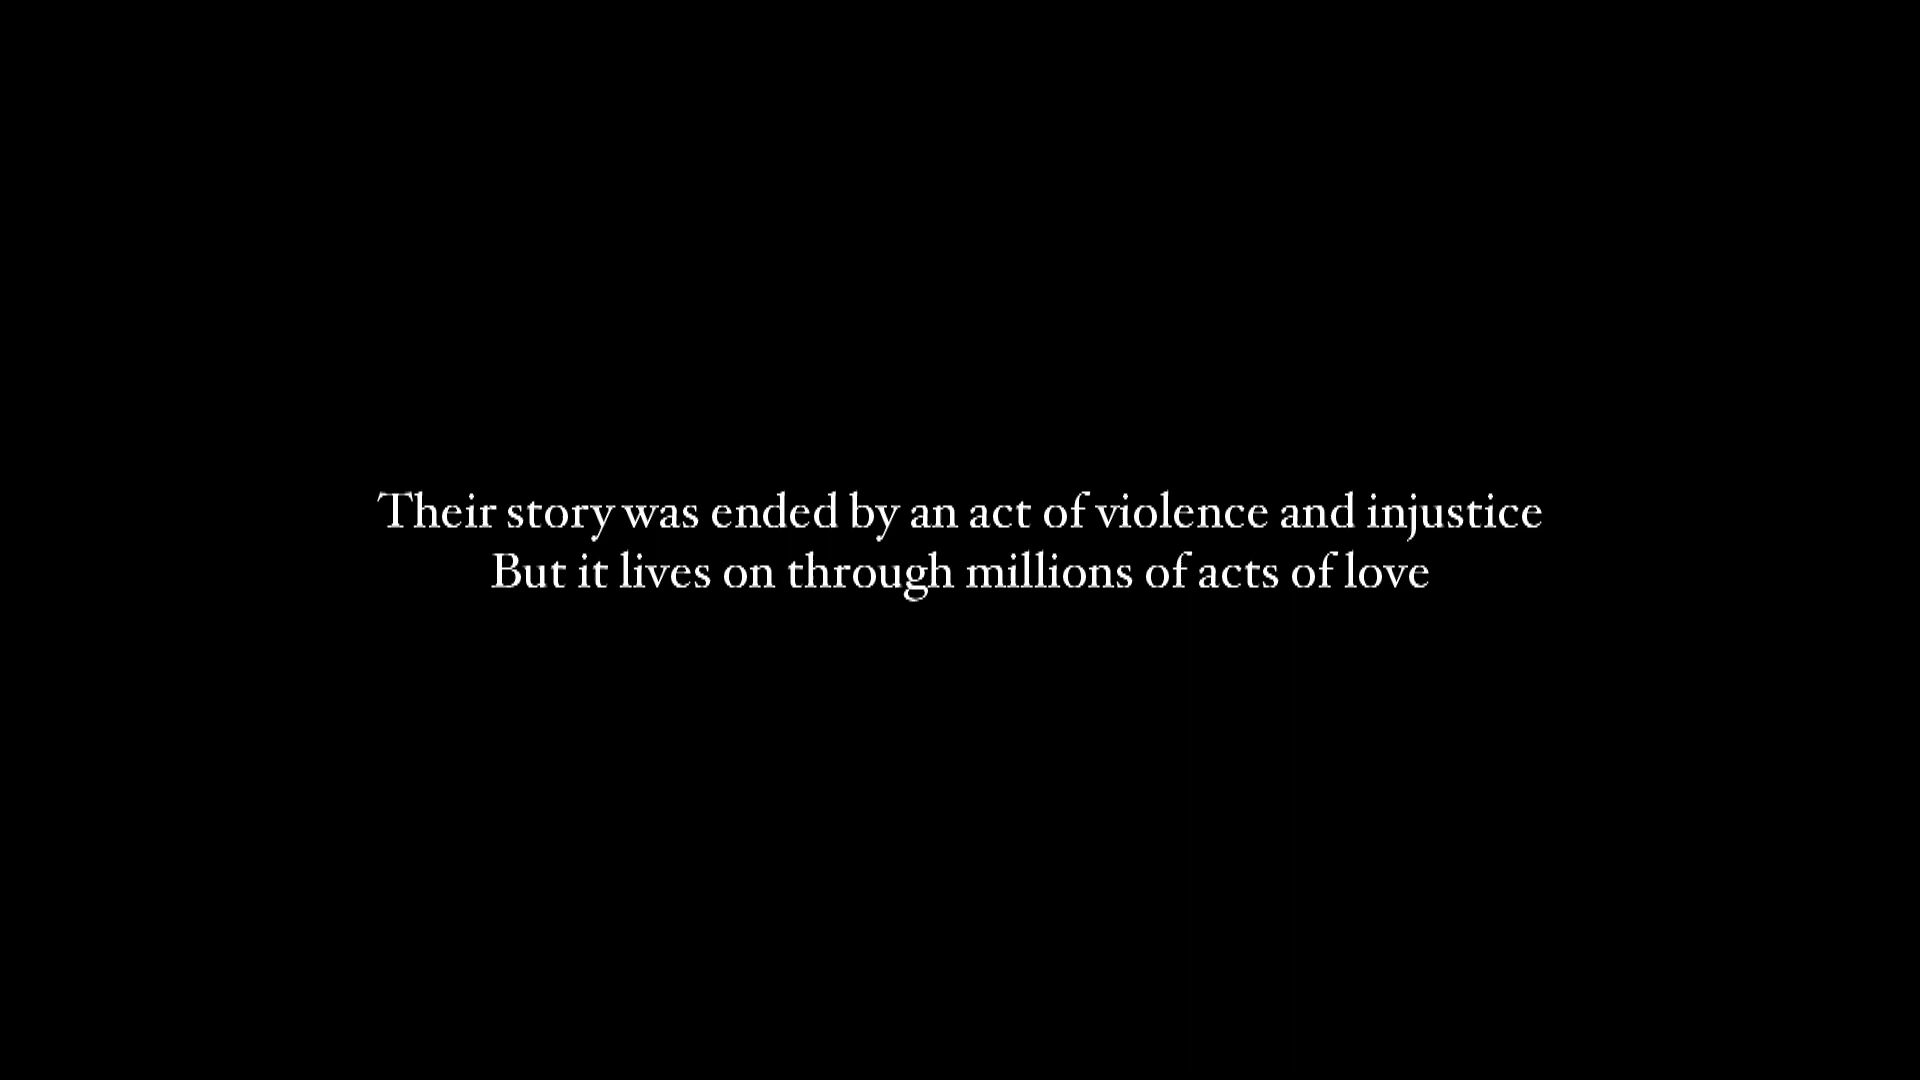 Their story was ended by an act of violence and injustice
But it lives on through millions of acts of love